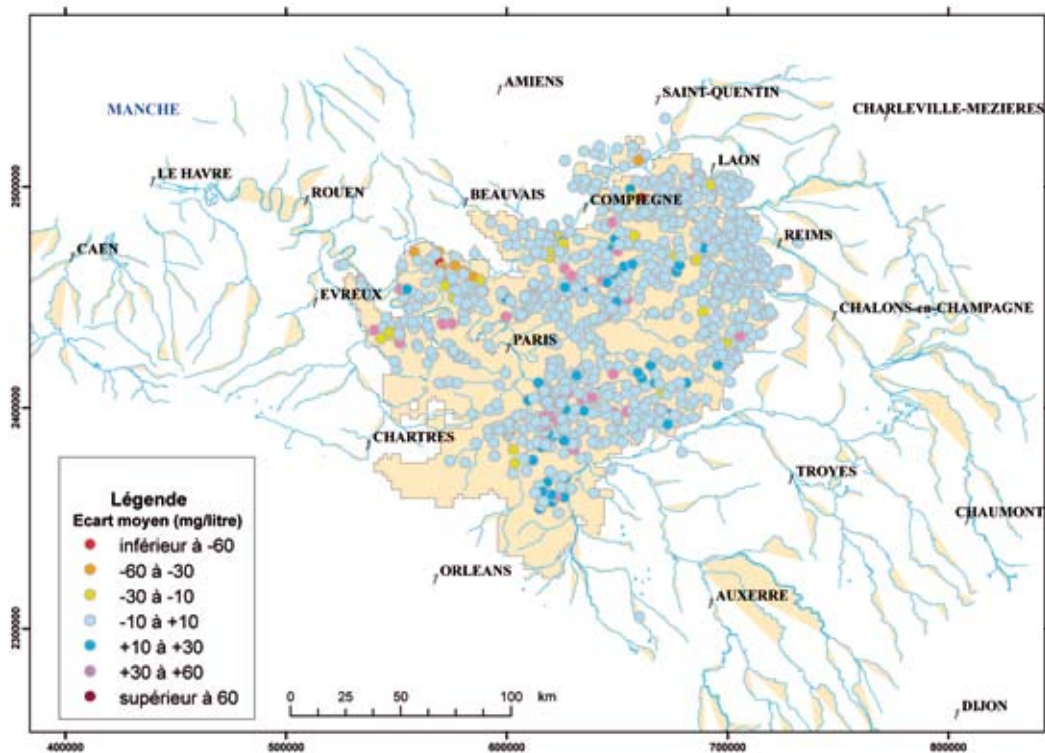 AMIENS
SAINT-QUENTIN
MANCHE
CHARLEVILLE-MEZIERES
LAON
LE HAVRE
2500000
ROUEN
BEAUVAIS
COMPIEGNE
REIMS
CAEN
EVREUX
CHALONS-en-CHAMPAGNE
PARIS
2400000
CHARTRES
TROYES
Légende
Ecart moyen (mg/litre)
inférieur à -60
-60 à -30
-30 à -10
-10 à +10
+10 à +30
+30 à +60
supérieur à 60
CHAUMONT
ORLEANS
AUXERRE
2300000
0 25 50 100 km
DIJON
400000 500000 600000 700000 800000